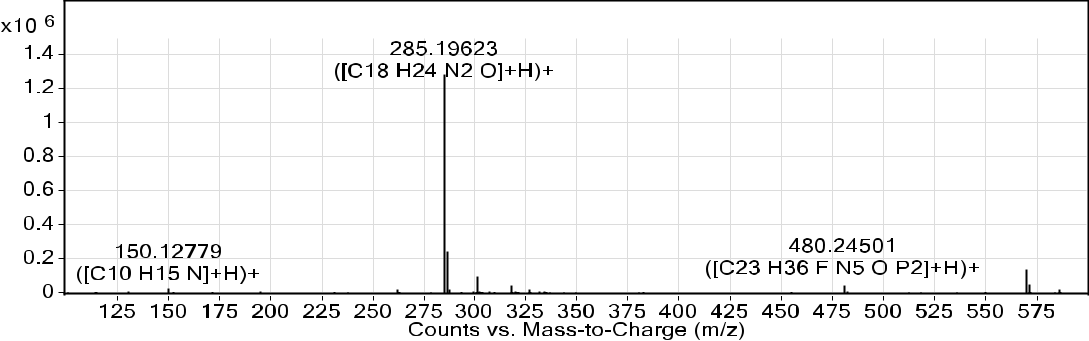 x10 6
285.19623
([C18 H24 N2 O]+H)+
1.4
1.2
1
0.8
0.6
0.4
0.2
0
150.12779
([C10 H15 N]+H)+
480.24501
([C23 H36 F N5 O P2]+H)+
125 150 175 200 225 250 275 300 325 350 375 400 425 450 475 500 525 550 575
Counts vs. Mass-to-Charge (m/z)